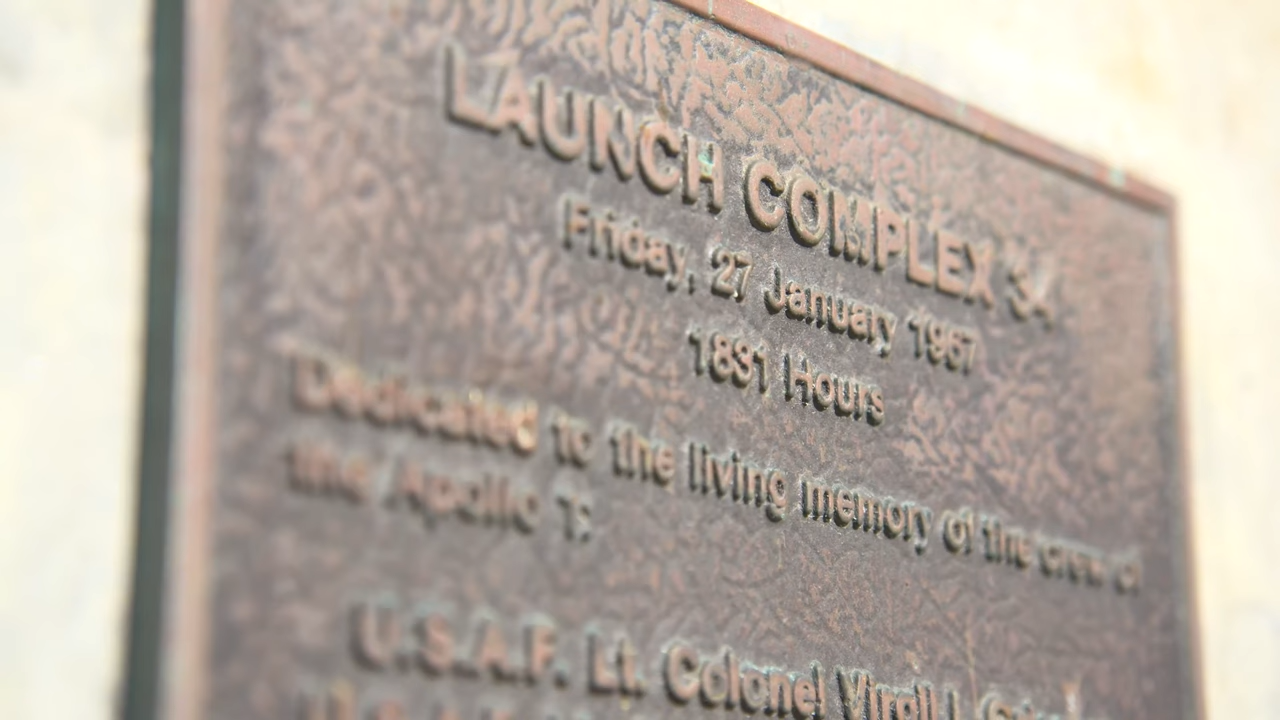 LAUNCH COMPLEX 34
Friday, 27 January 1967
1831 Hours
Dedicated to the living memory of the crew of
the Apollo 1:
U.S.A.F. Lt. Colonel Virgil I.